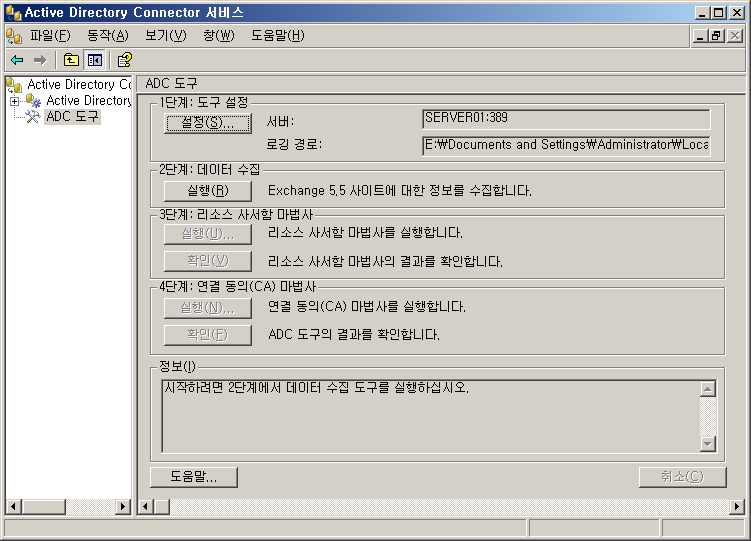 Active Directory Connector 서비스
파일(F) 동작(A) 보기(V) 창(W) 도움말(H)
Active Directory Co
Active Directory
ADC 도구
ADC 도구
1단계: 도구 설정
설정(S)... 서버: SERVER01:389
로깅 경로: E:₩Documents and Settings₩Administrator₩Loca
2단계: 데이터 수집
실행(R) Exchange 5.5 사이트에 대한 정보를 수집합니다.
3단계: 리소스 사서함 마법사
실행(U)... 리소스 사서함 마법사를 실행합니다.
확인(V) 리소스 사서함 마법사의 결과를 확인합니다.
4단계: 연결 동의(CA) 마법사
실행(N)... 연결 동의(CA) 마법사를 실행합니다.
확인(F) ADC 도구의 결과를 확인합니다.
정보(I)
시작하려면 2단계에서 데이터 수집 도구를 실행하십시오.
도움말... 취소(C)